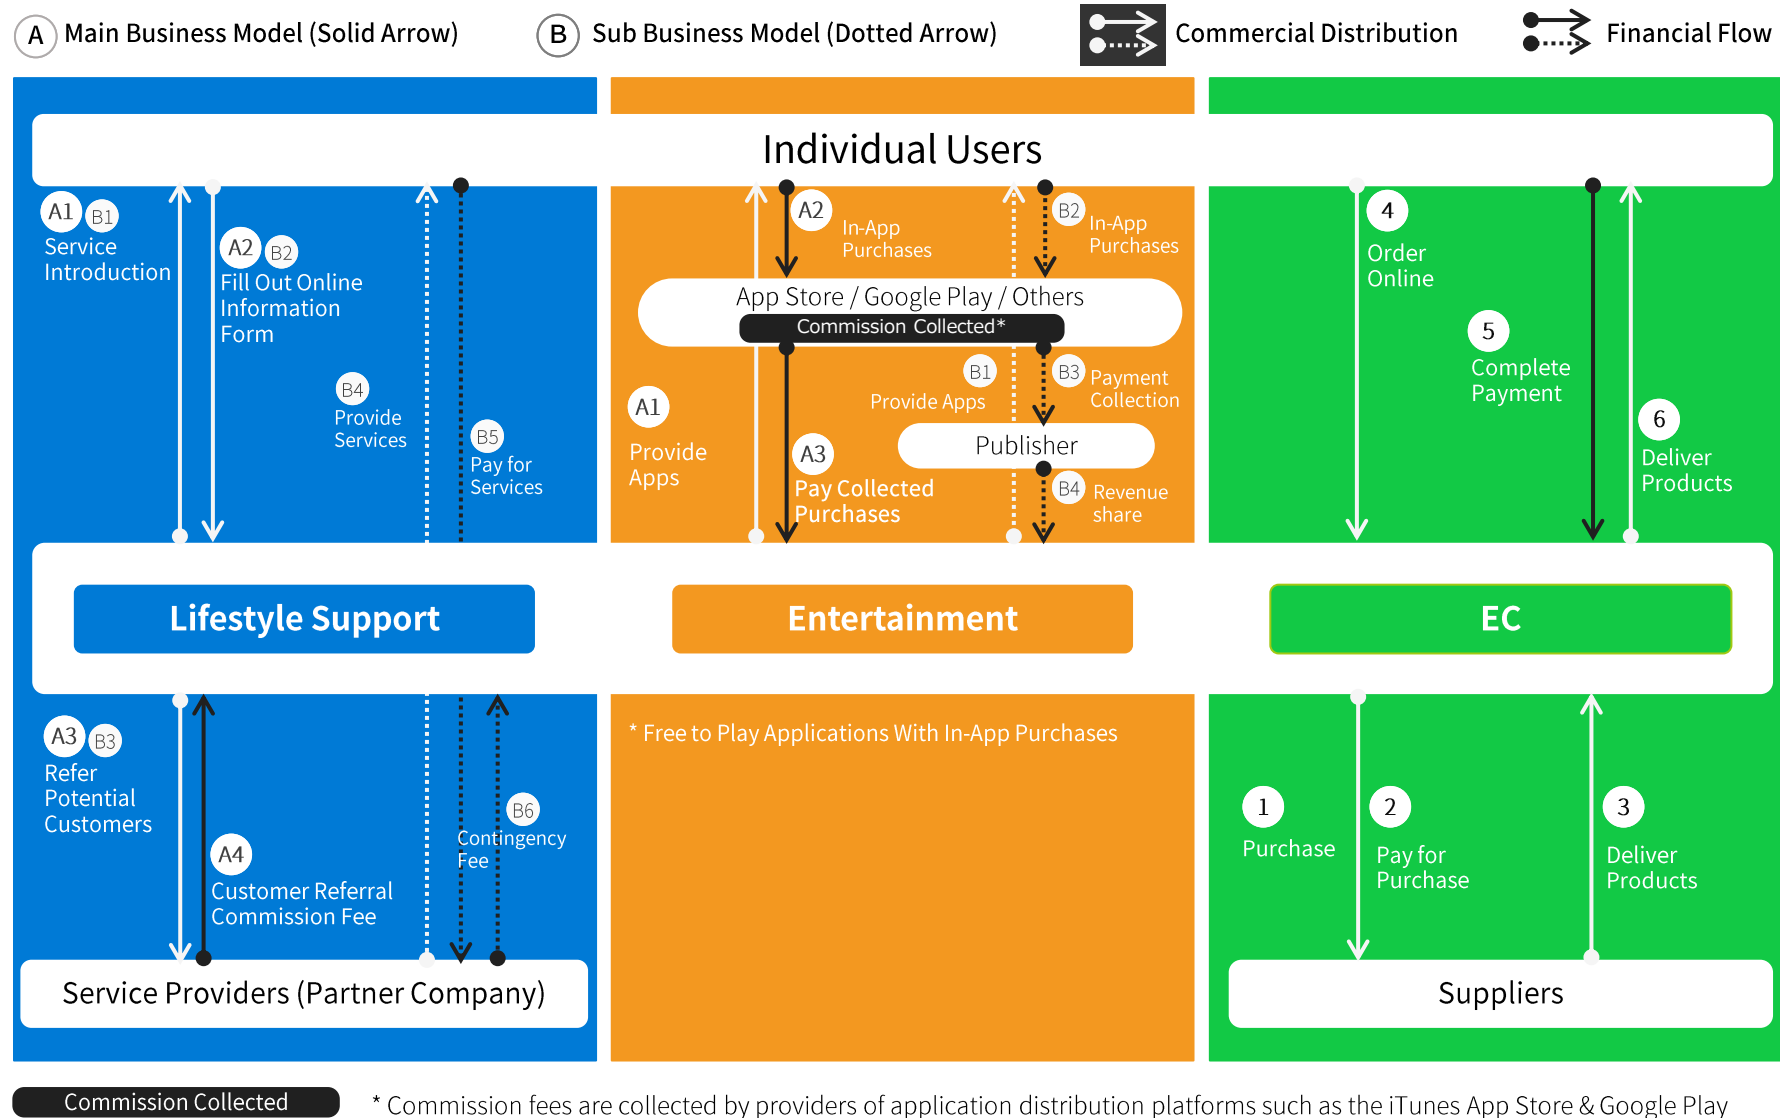 A Main Business Model (Solid Arrow)
B Sub Business Model (Dotted Arrow)
Commercial Distribution
Financial Flow
Individual Users
A1 B1
Service
Introduction
A2 B2
Fill Out Online
Information
Form
B4
Provide
Services
B5
Pay for
Services
A2
In-App
Purchases
B2
In-App
Purchases
App Store / Google Play / Others
Commission Collected*
A1
Provide
Apps
B1
Provide Apps
B3
Payment
Collection
Publisher
A3
Pay Collected
Purchases
B4
Revenue
share
4
Order
Online
5
Complete
Payment
6
Deliver
Products
Lifestyle Support
Entertainment
EC
A3 B3
Refer
Potential
Customers
A4
Customer Referral
Commission Fee
B6
Contingency
Fee
Service Providers (Partner Company)
* Free to Play Applications With In-App Purchases
1
Purchase
2
Pay for
Purchase
3
Deliver
Products
Suppliers
Commission Collected
* Commission fees are collected by providers of application distribution platforms such as the iTunes App Store & Google Play